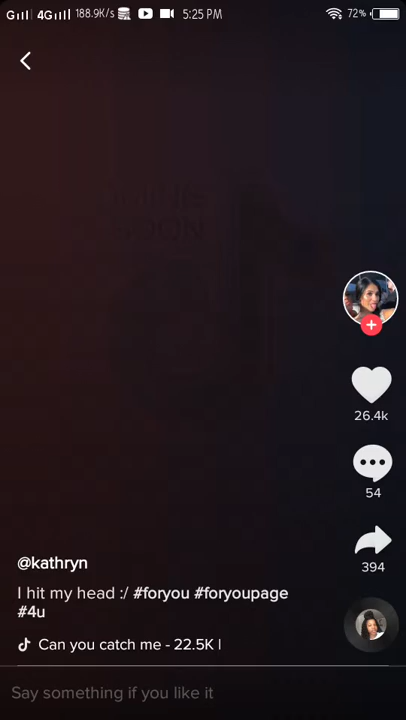 4G 188.9K/s 5:25 PM 72%
26.4k
54
394
@kathryn
I hit my head :/ #foryou #foryoupage
#4u
Can you catch me - 22.5K |
Say something if you like it